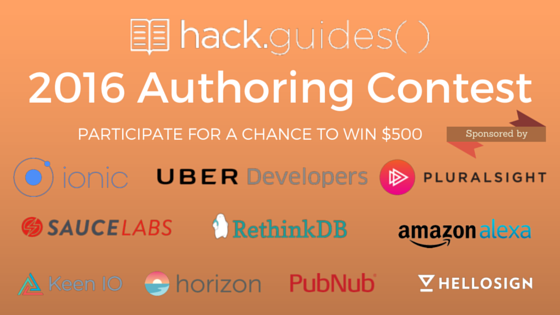 hack.guides( )
2016 Authoring Contest
PARTICIPATE FOR A CHANCE TO WIN $500
Sponsored by
ionic UBER Developers PLURALSIGHT
SAUCELABS RethinkDB amazon alexa
Keen IO horizon PubNub HELLOSIGN